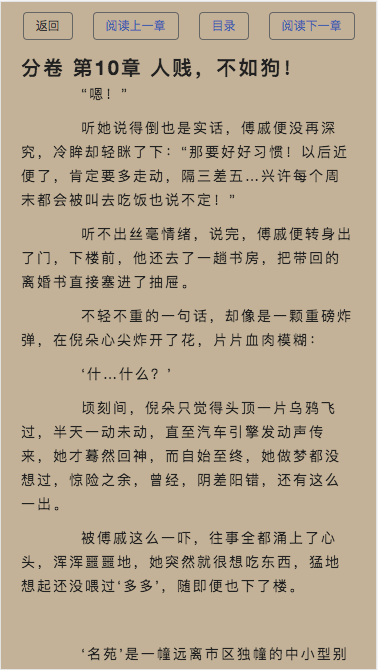 返回 阅读上一章 目录 阅读下一章
分卷 第10章 人贱，不如狗！
“嗯！”
听她说得倒也是实话，傅戚便没再深
究，冷眸却轻眯了下：“那要好好习惯！以后近
便了，肯定要多走动，隔三差五…兴许每个周
末都会被叫去吃饭也说不定！”
听不出丝毫情绪，说完，傅戚便转身出
了门，下楼前，他还去了一趟书房，把带回的
离婚书直接塞进了抽屉。
不轻不重的一句话，却像是一颗重磅炸
弹，在倪朵心尖炸开了花，片片血肉模糊：
‘什…什么？’
顷刻间，倪朵只觉得头顶一片乌鸦飞
过，半天一动未动，直至汽车引擎发动声传
来，她才蓦然回神，而自始至终，她做梦都没
想过，惊险之余，曾经，阴差阳错，还有这么
一出。
被傅戚这么一吓，往事全都涌上了心
头，浑浑噩噩地，她突然就很想吃东西，猛地
想起还没喂过‘多多’，随即便也下了楼。
‘名苑’是一幢远离市区独幢的中小型别